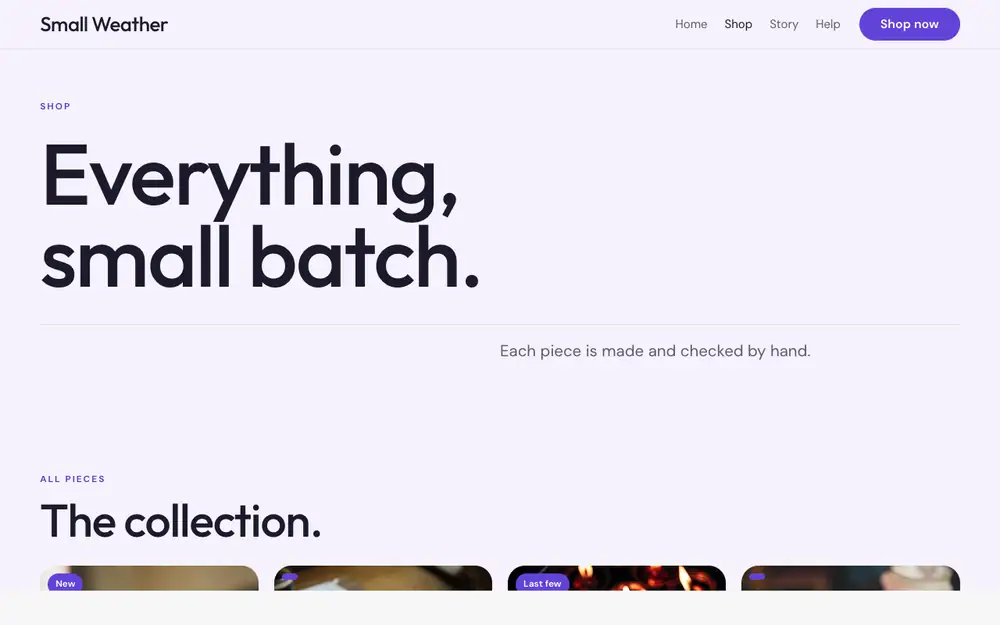 Small Weather
Home
Shop
Story
Help
Shop now
SHOP
Everything,
small batch.
Each piece is made and checked by hand.
ALL PIECES
The collection.
New
Last few